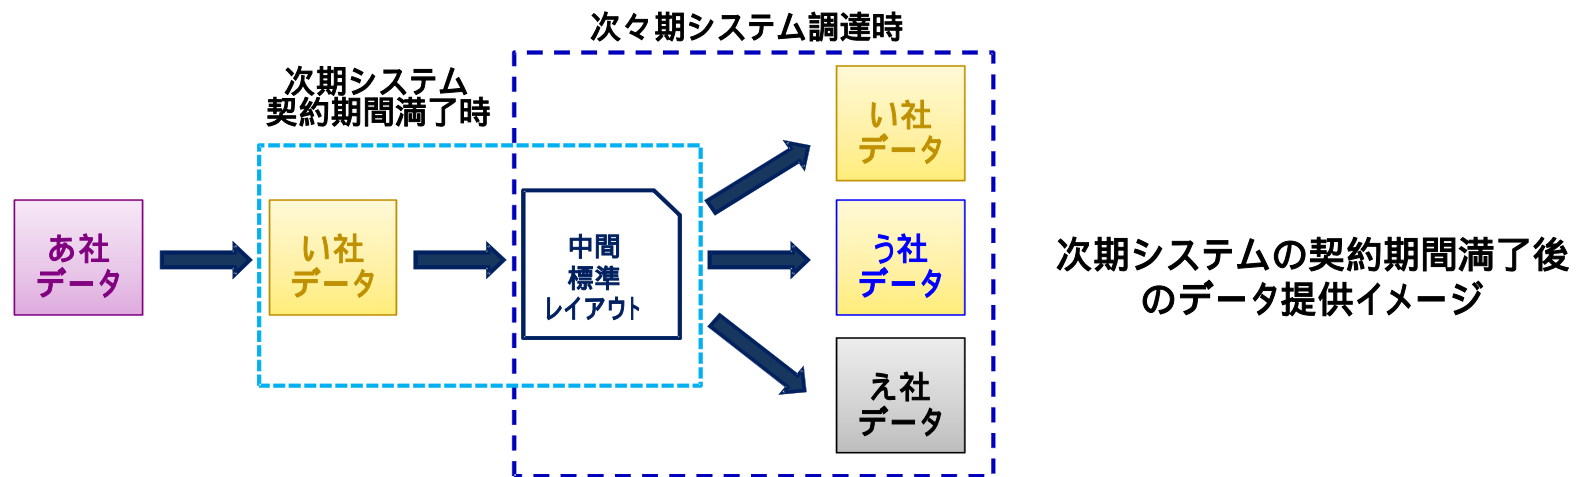 次々期システム調達時
次期システム
契約期間満了時
あ社
データ
い社
データ
中間
標準
レイアウト
い社
データ
う社
データ
え社
データ
次期システムの契約期間満了後
のデータ提供イメージ